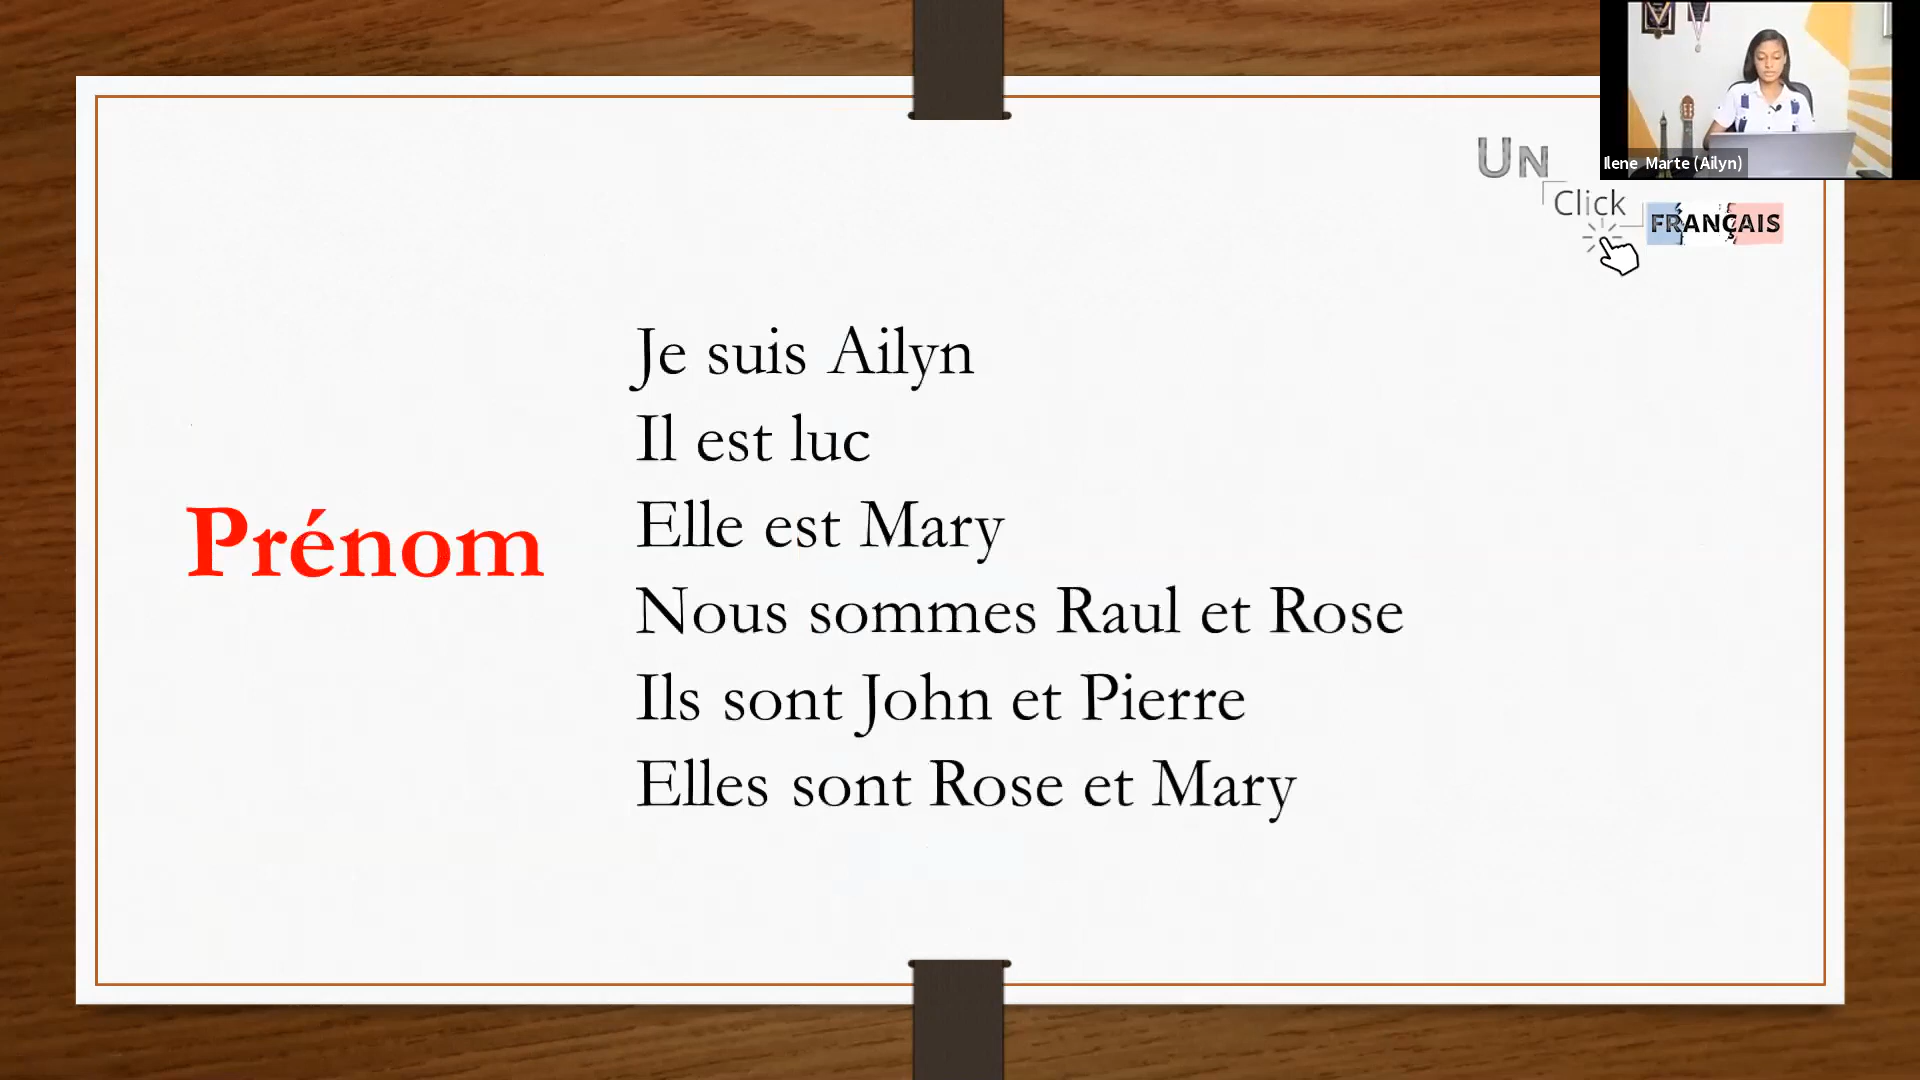 Un
Click
FRANÇAIS
Ilene Marte (Ailyn)
Prénom
Je suis Ailyn
Il est luc
Elle est Mary
Nous sommes Raul et Rose
Ils sont John et Pierre
Elles sont Rose et Mary